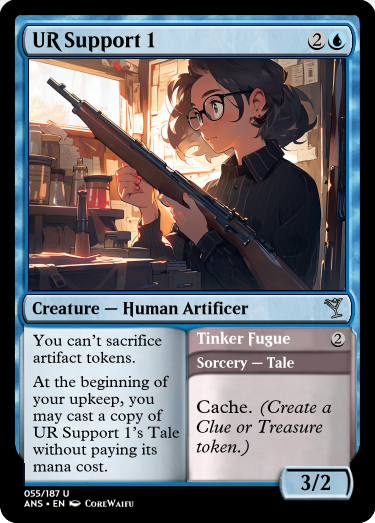 UR Support 1 2
Creature — Human Artificer
You can't sacrifice
artifact tokens.
At the beginning of
your upkeep, you
may cast a copy of
UR Support 1's Tale
without paying its
mana cost.
Tinker Fugue 2
Sorcery — Tale
Cache. (Create a
Clue or Treasure
token.)
3/2
055/187 U
ANS • EN CoreWaifu